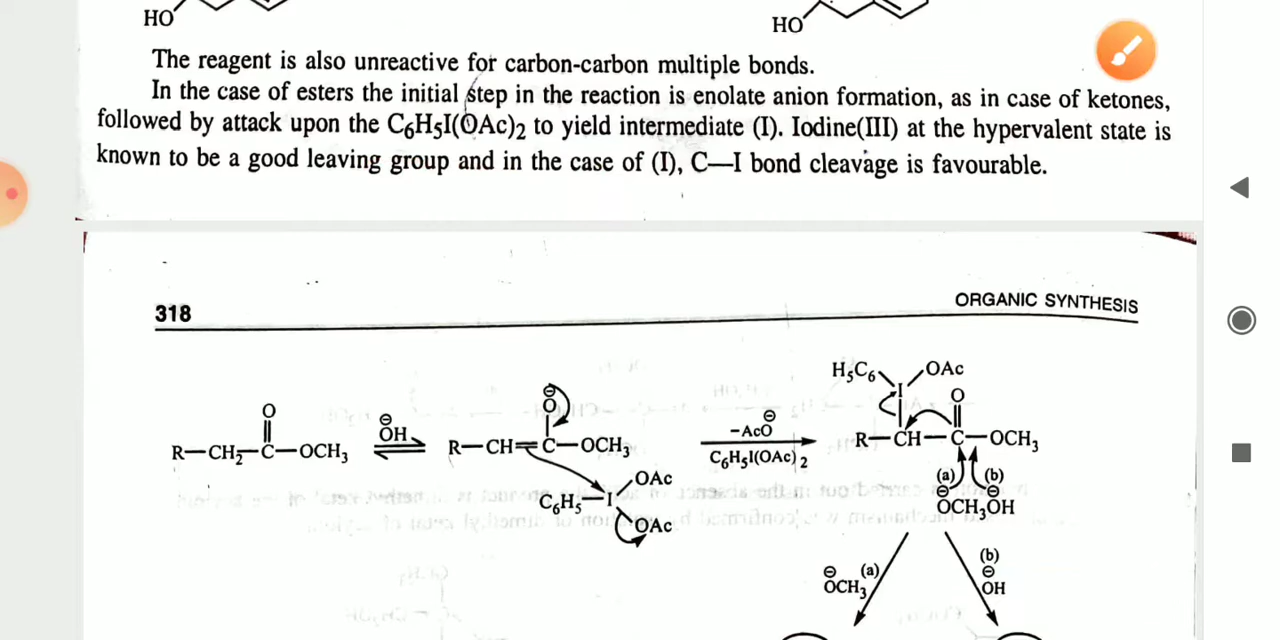 HO
HO
The reagent is also unreactive for carbon-carbon multiple bonds.
In the case of esters the initial step in the reaction is enolate anion formation, as in case of ketones,
followed by attack upon the C₆H₅I(OAc)₂ to yield intermediate (I). Iodine(III) at the hypervalent state is
known to be a good leaving group and in the case of (I), C—I bond cleavage is favourable.
318
ORGANIC SYNTHESIS
H₅C₆ OAc
I
O O O
R—CH₂—C—OCH₃ ⊖OH R—CH=C—OCH₃ —AcO⊖ R—CH—C—OCH₃
C₆H₅I(OAc)₂
OAc (a) (b)
C₆H₅—I ⊖ ⊖
OAc OCH₃ OH
(b)
⊖ (a) ⊖
OCH₃ OH